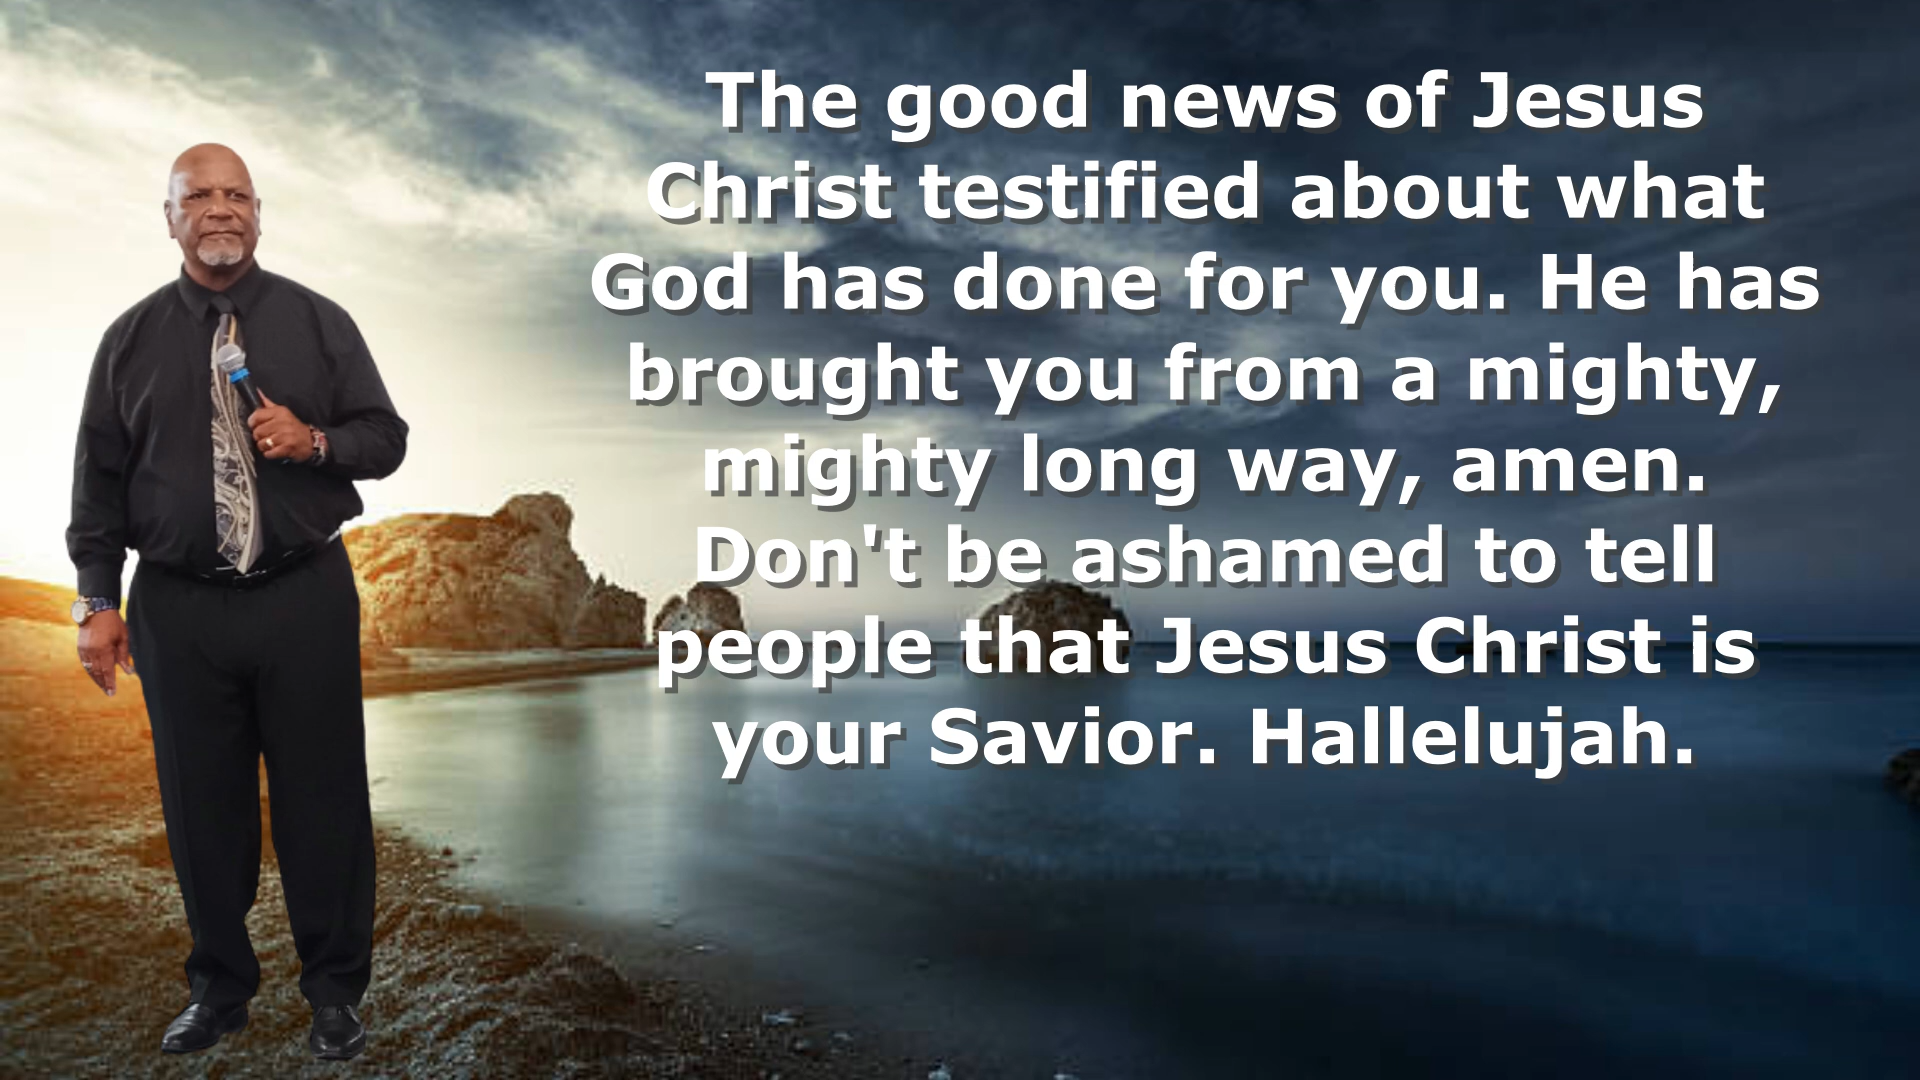 The good news of Jesus
Christ testified about what
God has done for you. He has
brought you from a mighty,
mighty long way, amen.
Don't be ashamed to tell
people that Jesus Christ is
your Savior. Hallelujah.